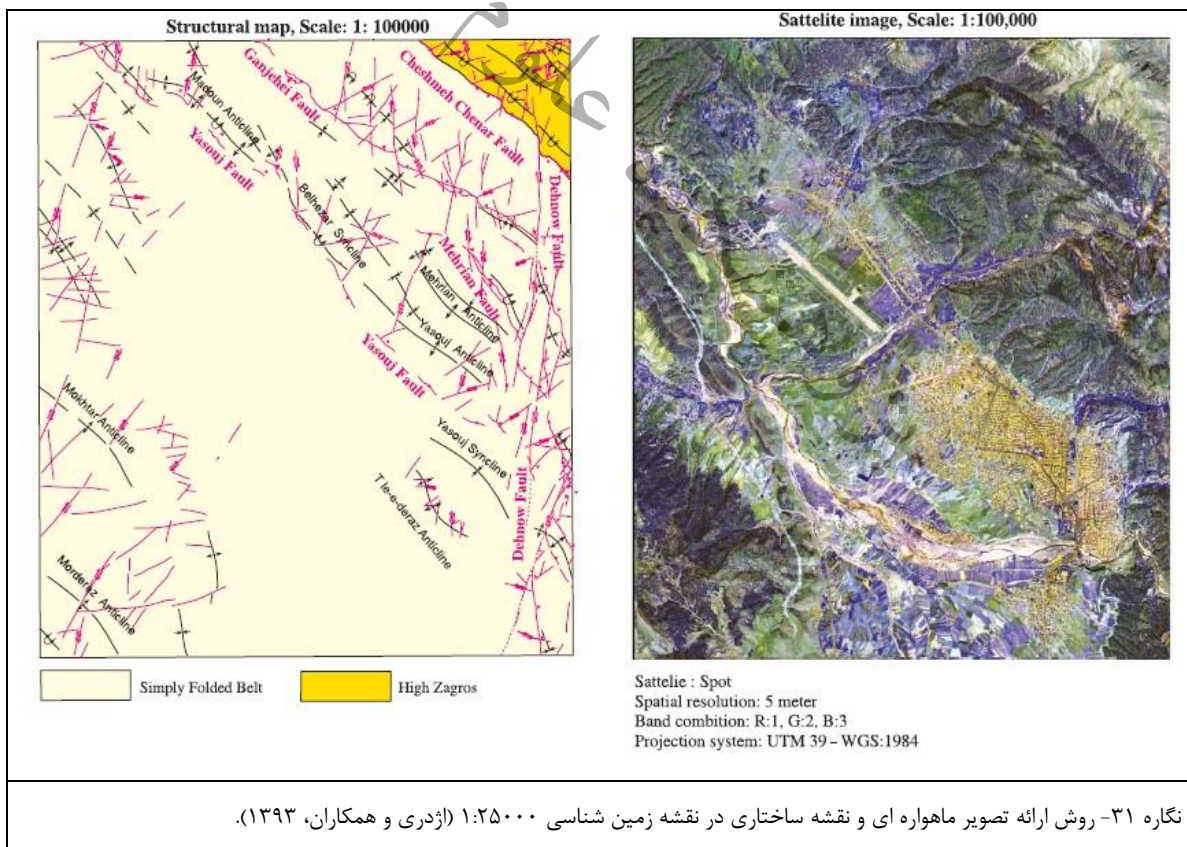 Structural map, Scale: 1: 100000
Sattelite image, Scale: 1:100,000
Madoun Anticline
Ganjehei Fault
Cheshmeh Chenar Fault
Yasouj Fault
Belhezar Syncline
Dehnow Fault
Mehrian Fault
Mehrian Anticline
Yasouj Anticline
Yasouj Fault
Mokhtar Anticline
Yasouj Syncline
T le-e-deraz Anticline
Dehnow Fault
Morderaz Anticline
Simply Folded Belt
High Zagros
Sattelie : Spot
Spatial resolution: 5 meter
Band combition: R:1, G:2, B:3
Projection system: UTM 39 – WGS:1984
نگاره ۳۱- روش ارائه تصویر ماهواره ای و نقشه ساختاری در نقشه زمین شناسی ۱:۲۵۰۰۰ (اژدری و همکاران، ۱۳۹۳).